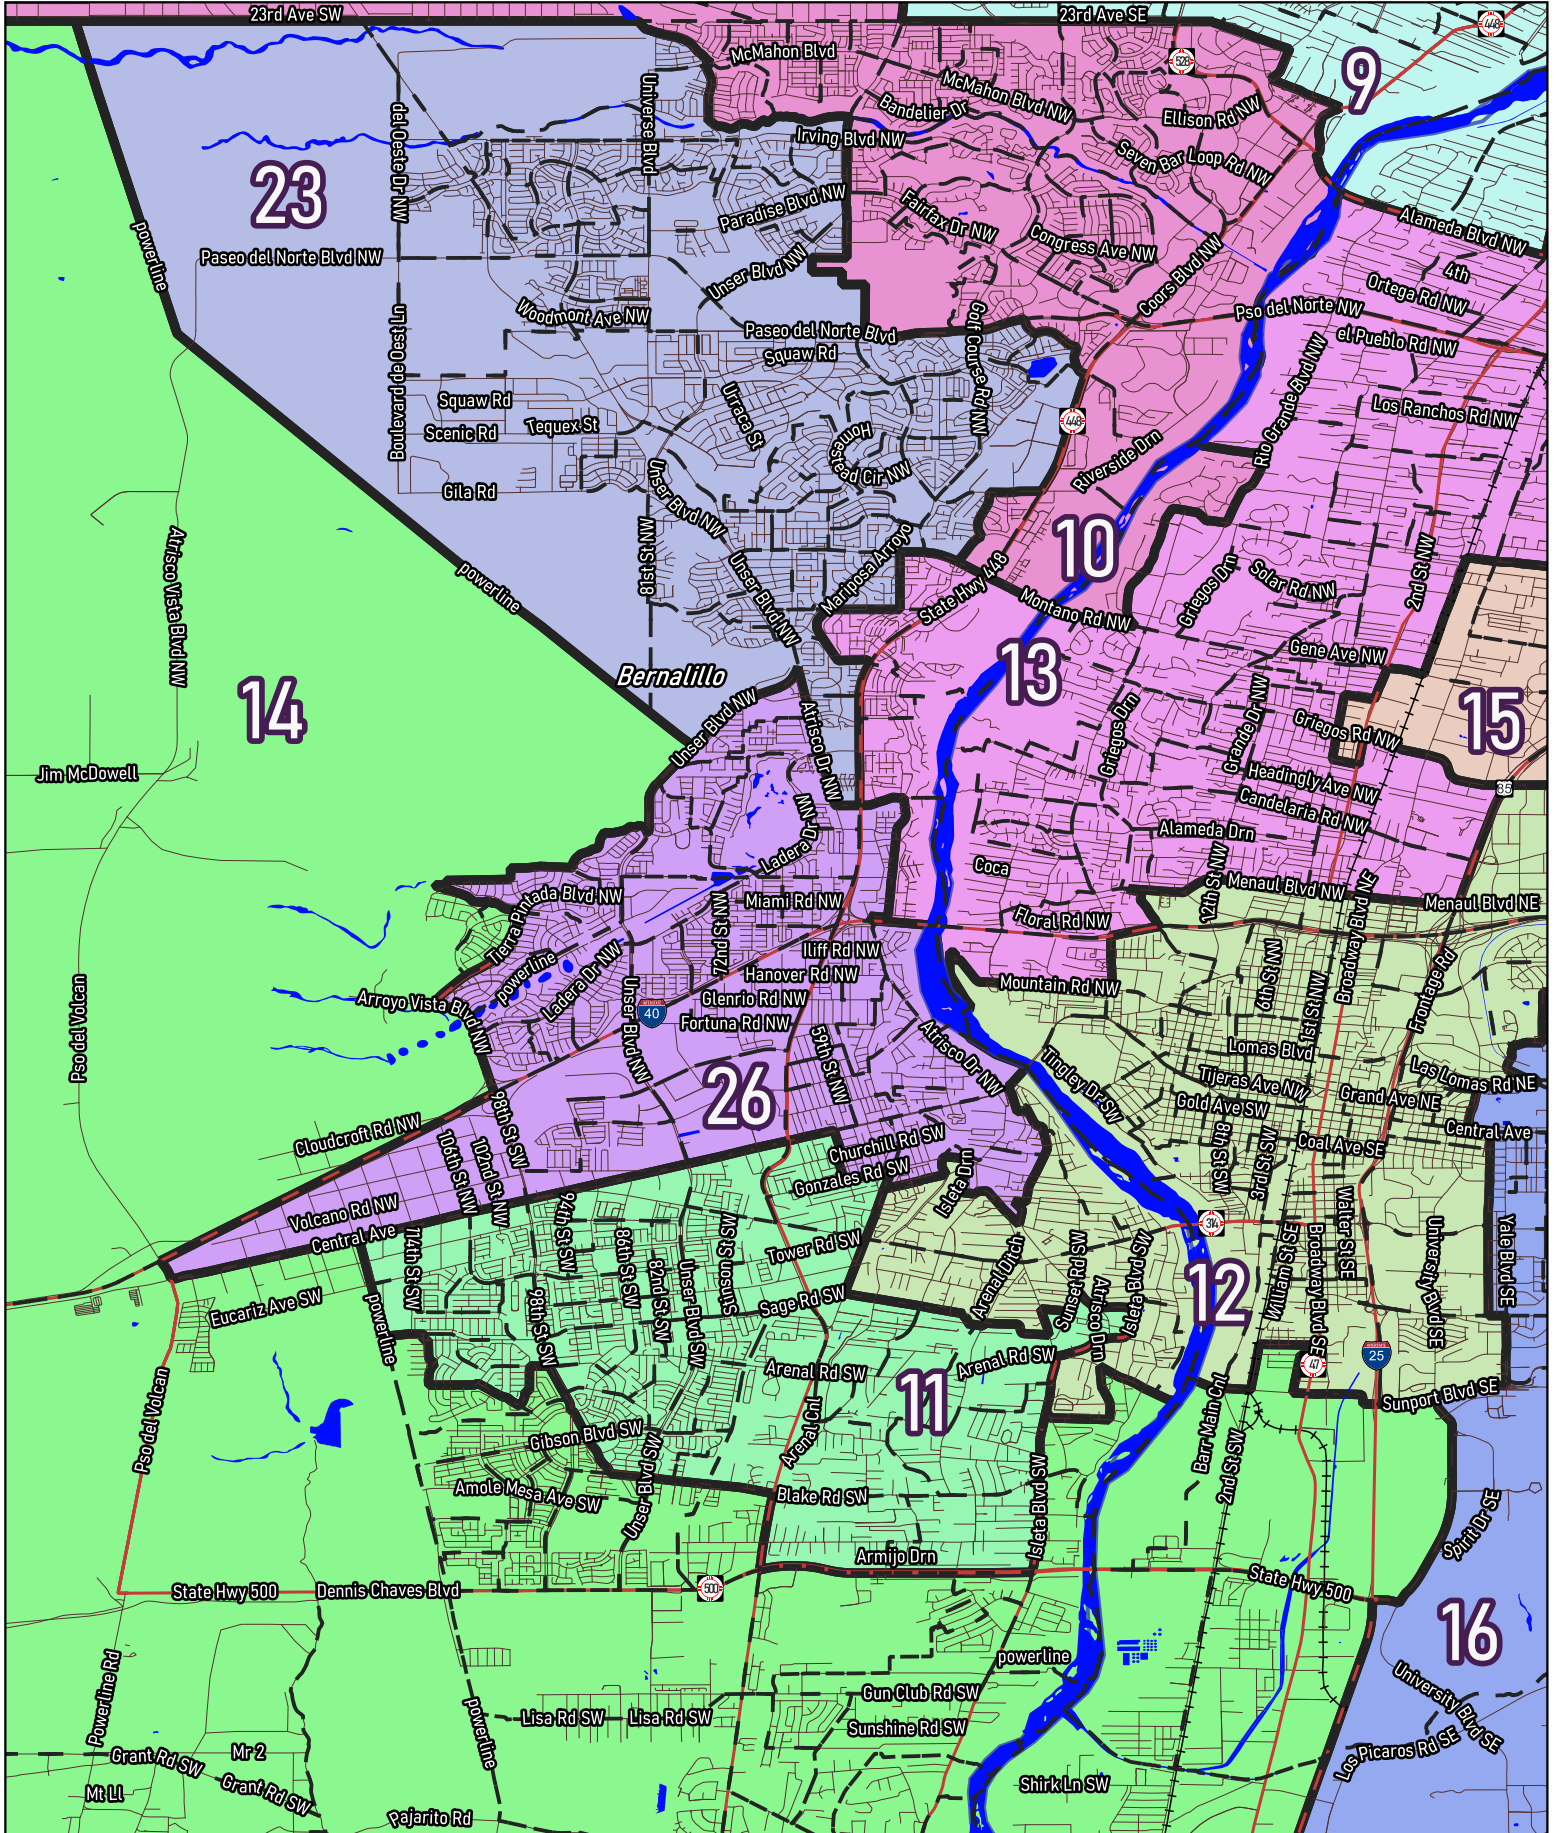 23rd Ave SW
23rd Ave SE
448
McMahon Blvd
528
9
McMahon Blvd NW
Bandelier Dr
Ellison Rd NW
Universe Blvd
del Oeste Dr NW
Irving Blvd NW
Seven Bar Loop Rd NW
23
Paradise Blvd NW
Fairfax Dr NW
Congress Ave NW
Alameda Blvd NW
powerline
Paseo del Norte Blvd NW
Unser Blvd NW
Coors Blvd NW
4th
Ortega Rd NW
Woodmont Ave NW
Pso del Norte NW
Paseo del Norte Blvd
Squaw Rd
Golf Course Rd NW
el Pueblo Rd NW
Boulevard de Oeste Ln
Rio Grande Blvd NW
Squaw Rd
Urraca St
Los Ranchos Rd NW
Scenic Rd
Tequex St
Homestead Cir NW
448
Riverside Drn
Gila Rd
Unser Blvd NW
81st St NW
Mariposa Arroyo
10
Atrisco Vista Blvd NW
powerline
Unser Blvd NW
State Hwy 448
Montano Rd NW
Griegos Drn
Solar Rd NW
2nd St NW
Gene Ave NW
Bernalillo
13
14
Unser Blvd NW
Atrisco Dr NW
Griegos Drn
Grande Dr NW
Griegos Rd NW
15
Jim McDowell
Headingly Ave NW
85
Candelaria Rd NW
Ladera Dr NW
Alameda Drn
Coca
12th St NW
Menaul Blvd NW
Menaul Blvd NE
Tierra Pintada Blvd NW
Miami Rd NW
72nd St NW
Floral Rd NW
Broadway Blvd NE
Iliff Rd NW
Hanover Rd NW
powerline
Ladera Dr NW
Mountain Rd NW
6th St NW
1st St NW
Frontage Rd
Arroyo Vista Blvd NW
Glenrio Rd NW
40
Fortuna Rd NW
Unser Blvd NW
59th St NW
Atrisco Dr NW
Pso del Volcan
Tingley Dr SW
Lomas Blvd
Las Lomas Rd NE
Tijeras Ave NW
Grand Ave NE
Gold Ave SW
26
98th St SW
Cloudcroft Rd NW
106th St NW
102nd St NW
Churchill Rd SW
Coal Ave SE
Central Ave
Gonzales Rd SW
Isleta Drn
8th St SW
3rd St SW
Volcano Rd NW
Central Ave
94th St SW
86th St SW
82nd St SW
Unser Blvd SW
Stinson St SW
Tower Rd SW
314
Walter St SE
University Blvd SE
Yale Blvd SE
114th St SW
Arenal Ditch
Sunset Rd SW
Atrisco Drn
Isleta Blvd SW
12
William St SE
Broadway Blvd SE
Eucariz Ave SW
powerline
98th St SW
Sage Rd SW
Arenal Rd SW
Arenal Rd SW
47
25
11
Sunport Blvd SE
Pso del Volcan
Gibson Blvd SW
Arenal Cnl
Barr Main Cnl
2nd St SW
Amole Mesa Ave SW
Unser Blvd SW
Blake Rd SW
Isleta Blvd SW
Spirit Dr SE
Armijo Drn
State Hwy 500
Dennis Chaves Blvd
500
State Hwy 500
16
Powerline Rd
powerline
powerline
Gun Club Rd SW
University Blvd SE
Lisa Rd SW
Lisa Rd SW
Sunshine Rd SW
Los Picaros Rd SE
Grant Rd SW
Mr 2
Mt Ll
Grant Rd SW
Shirk Ln SW
Pajarito Rd